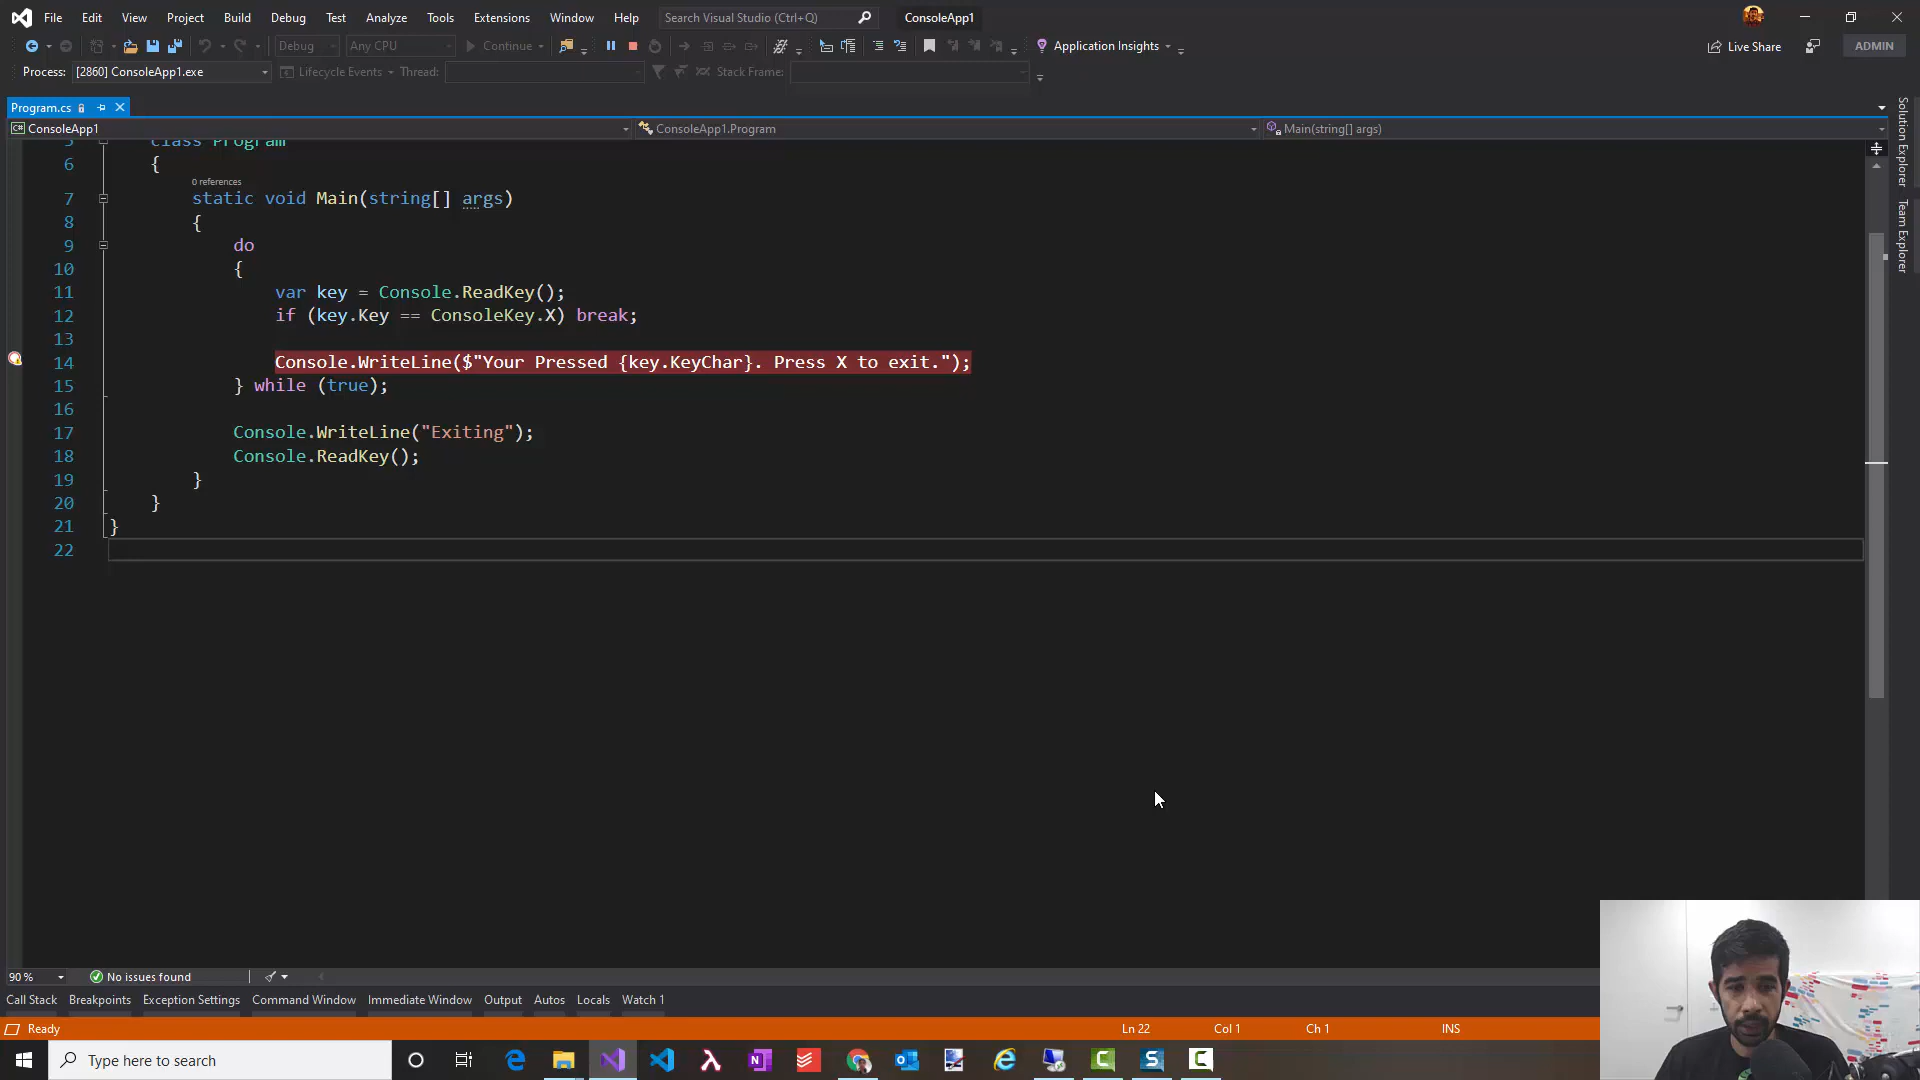 File Edit View Project Build Debug Test Analyze Tools Extensions Window Help Search Visual Studio (Ctrl+Q) ConsoleApp1
Debug Any CPU Continue Application Insights Live Share ADMIN
Process: [2860] ConsoleApp1.exe Lifecycle Events Thread: Stack Frame:
Program.cs
C# ConsoleApp1 ConsoleApp1.Program Main(string[] args)
Solution Explorer
Team Explorer
5 class Program
6 {
0 references
7 static void Main(string[] args)
8 {
9 do
10 {
11 var key = Console.ReadKey();
12 if (key.Key == ConsoleKey.X) break;
13
14 Console.WriteLine($"Your Pressed {key.KeyChar}. Press X to exit.");
15 } while (true);
16
17 Console.WriteLine("Exiting");
18 Console.ReadKey();
19 }
20 }
21 }
22
90 % No issues found
Call Stack Breakpoints Exception Settings Command Window Immediate Window Output Autos Locals Watch 1
Ready Ln 22 Col 1 Ch 1 INS
Type here to search